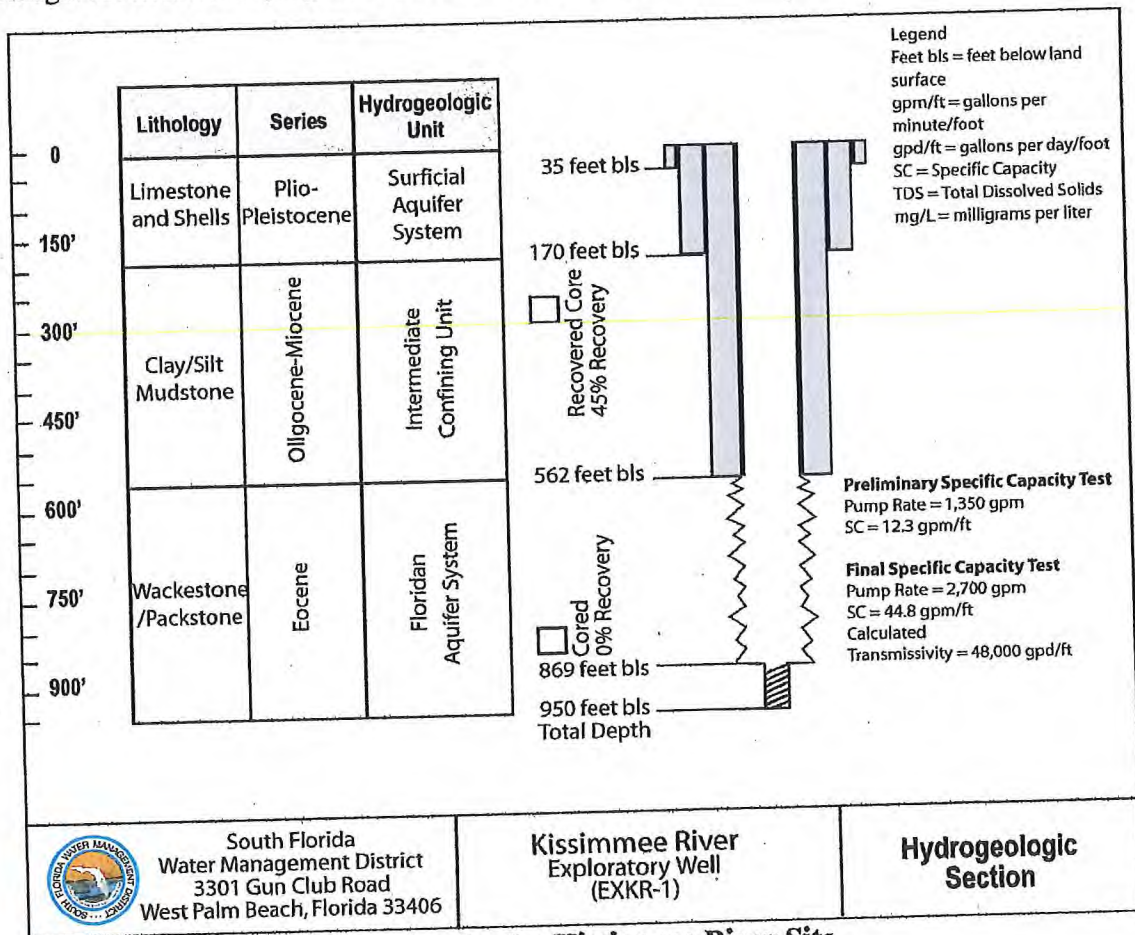 Legend
Feet bls = feet below land
surface
gpm/ft = gallons per
minute/foot
gpd/ft = gallons per day/foot
SC = Specific Capacity
TDS = Total Dissolved Solids
mg/L = milligrams per liter
Lithology
Series
Hydrogeologic
Unit
Limestone
and Shells
Plio-
Pleistocene
Surficial
Aquifer
System
Clay/Silt
Mudstone
Oligocene-Miocene
Intermediate
Confining Unit
Wackestone
/Packstone
Eocene
Floridan
Aquifer System
0
150'
300'
450'
600'
750'
900'
35 feet bls
170 feet bls
Recovered Core
45% Recovery
562 feet bls
Cored
0% Recovery
869 feet bls
950 feet bls
Total Depth
Preliminary Specific Capacity Test
Pump Rate = 1,350 gpm
SC = 12.3 gpm/ft
Final Specific Capacity Test
Pump Rate = 2,700 gpm
SC = 44.8 gpm/ft
Calculated
Transmissivity = 48,000 gpd/ft
SOUTH FLORIDA WATER MANAGEMENT DISTRICT
South Florida
Water Management District
3301 Gun Club Road
West Palm Beach, Florida 33406
Kissimmee River
Exploratory Well
(EXKR-1)
Hydrogeologic
Section